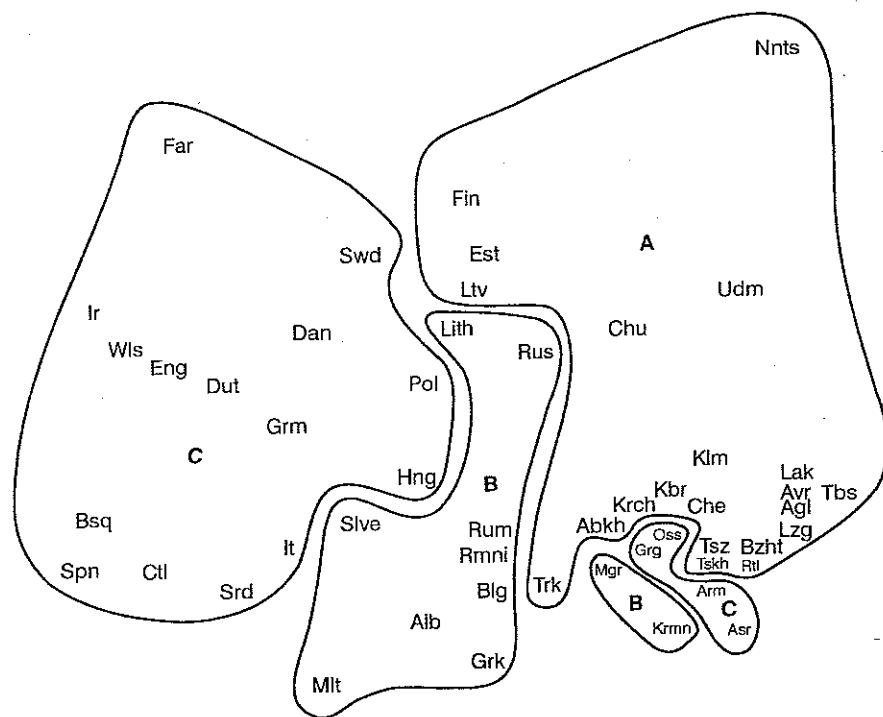 Nnts
Far
Fin
A
Est
Swd
Ltv
Udm
Ir
Lith
Chu
Dan
Rus
Wls
Eng
Dut
Pol
Grm
C
Klm
Lak
Hng
B
Kbr
Avr
Tbs
Krch
Che
Agl
Bsq
Slve
Abkh
Lzg
Rum
Oss
It
Rmni
Grg
Tsz
Bzht
Spn
Ctl
Tskh
Rtl
Srd
Blg
Trk
Mgr
Arm
B
C
Alb
Krmn
Asr
Grk
Mlt